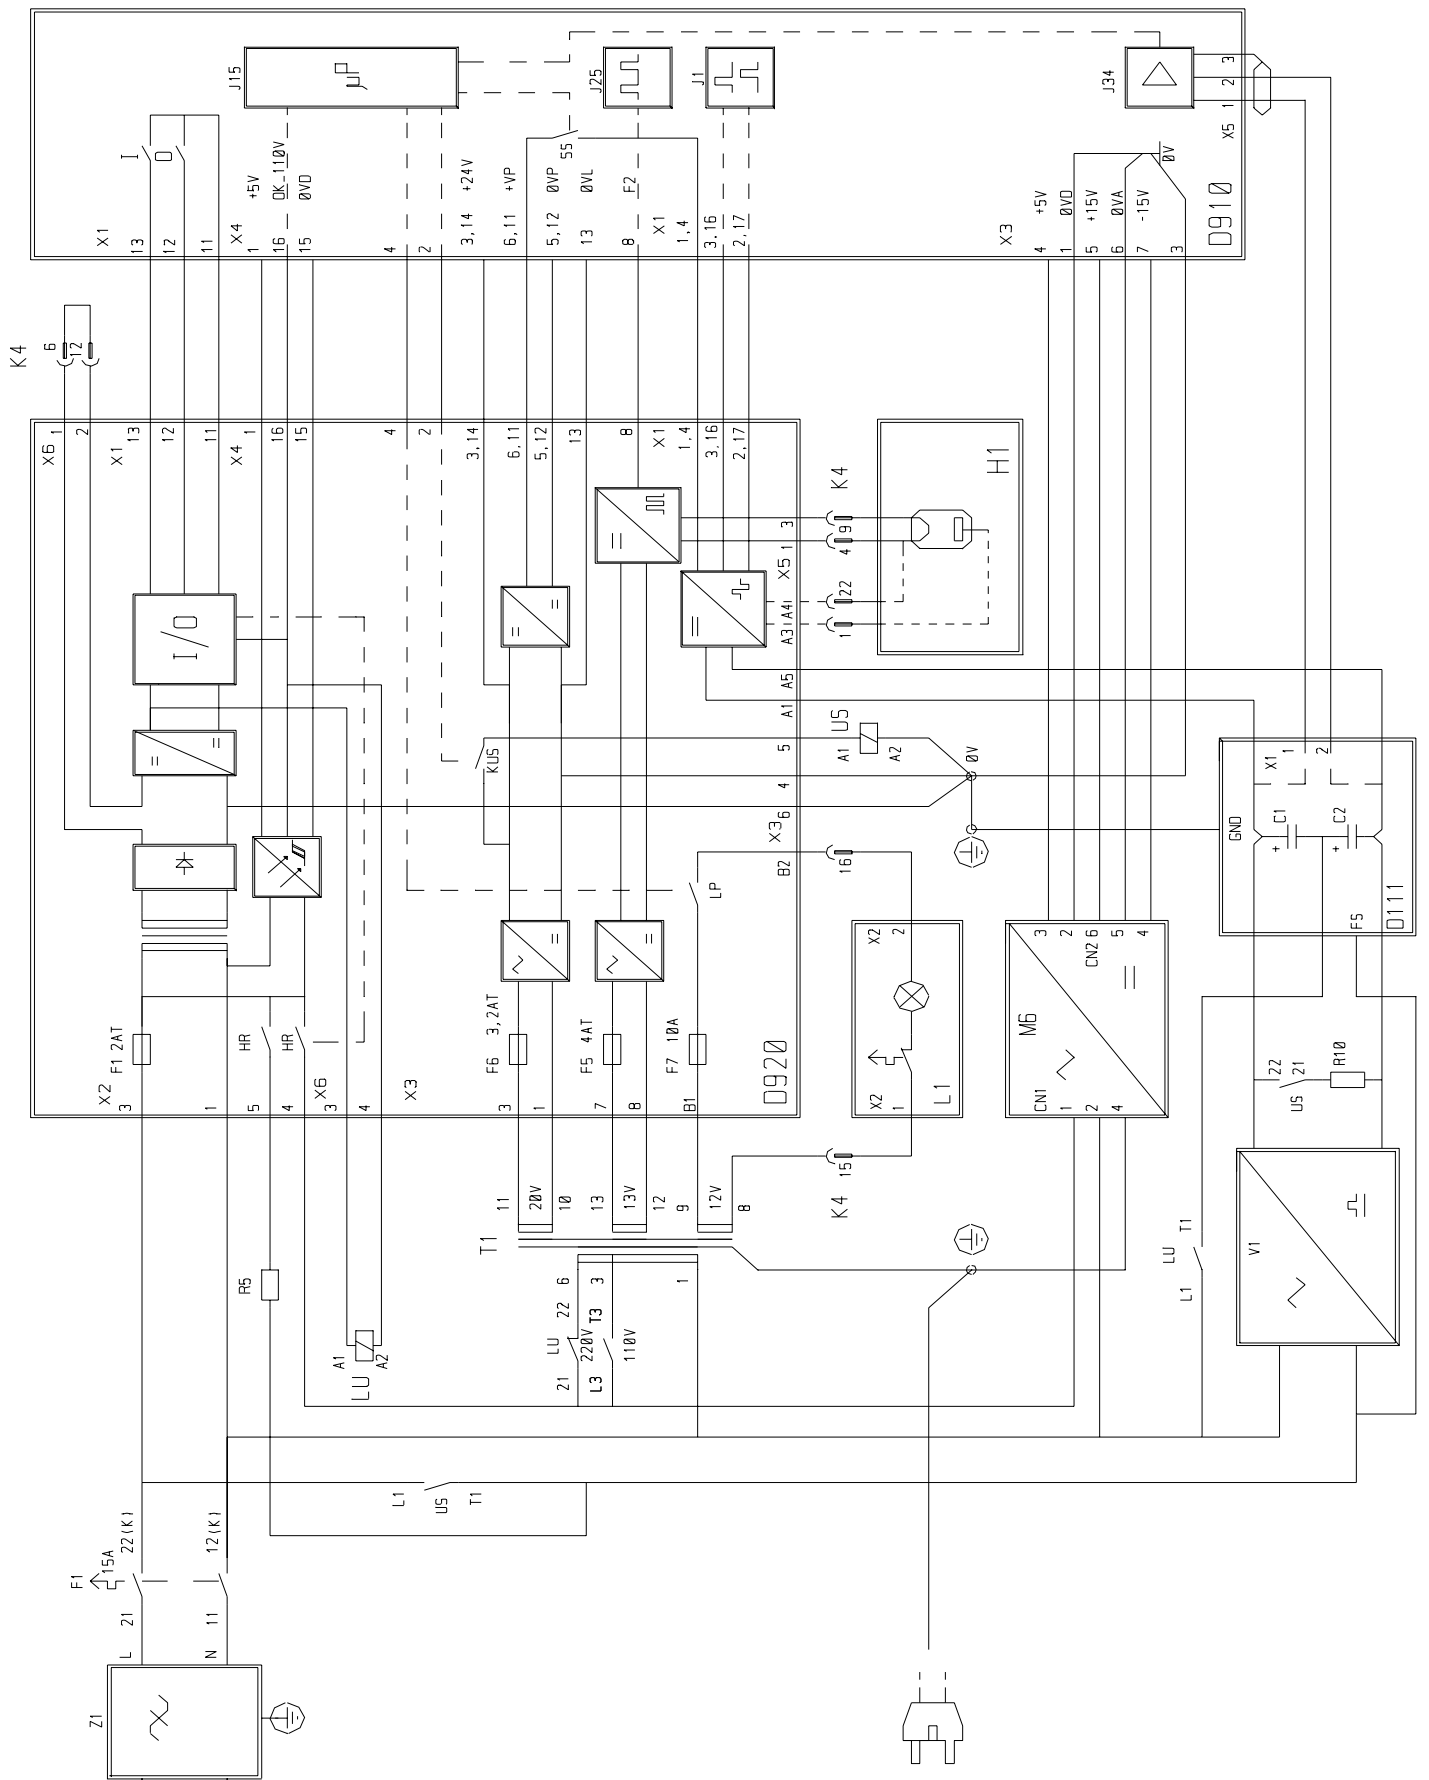 J15
μP
J25
J1
J34
3
2
1
X5
I
O
+5V
OK-110V
0VD
+24V
+VP
0VP
0VL
S5
F2
0V
+5V
0VD
+15V
0VA
-15V
X1
13
12
11
X4
1
16
15
4
2
3,14
6,11
5,12
13
8
X1
1,4
3.16
2,17
X3
4
1
5
6
7
3
D910
K4
6
12
X6
1
2
X1
13
12
11
X4
1
16
15
4
2
3,14
6,11
5,12
13
8
X1
1,4
3.16
2,17
K4
H1
X5
1
3
4
9
I/O
A3
A4
1
22
A1
A5
KUS
5
4
6
X3
US
A1
A2
0V
X1
1
2
GND
C1
+
C2
+
F5
D111
B2
16
LP
X2
2
3
2
CN2
6
5
4
F1 2AT
HR
HR
F6 3,2AT
F5 4AT
F7 10A
M6
22
21
US
R10
X2
3
1
5
4
X6
3
4
X3
3
1
7
8
B1
D920
X2
1
L1
CN1
1
2
4
11
20V
10
13
13V
12
9
12V
8
K4
15
T1
R5
6
3
1
22
T3
LU
220V
110V
21
L3
LU
A1
A2
T1
LU
L1
V1
L1
US
T1
F1
15A
22(K)
12(K)
21
11
L
N
Z1